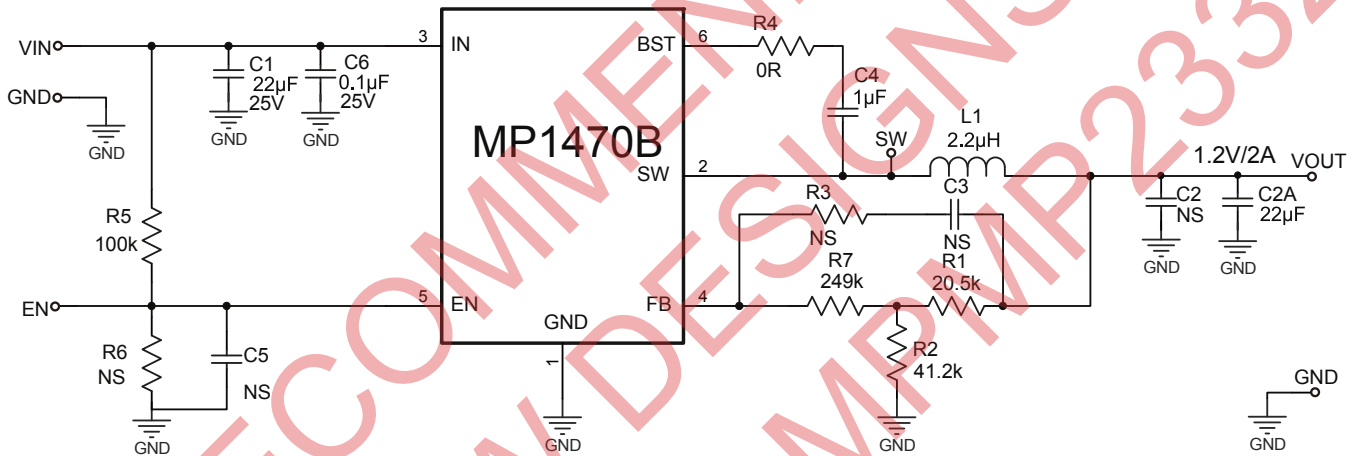 VIN
GND
GND
R5
100k
EN
R6
NS
C5
NS
GND
C1
22µF
25V
GND
C6
0.1µF
25V
GND
3
IN
5
EN
MP1470B
GND
1
GND
BST
6
SW
2
FB
4
R4
0R
C4
1µF
SW
L1
2.2µH
1.2V/2A
VOUT
R3
NS
C3
NS
R7
249k
R1
20.5k
R2
41.2k
GND
C2
NS
GND
C2A
22µF
GND
GND
GND